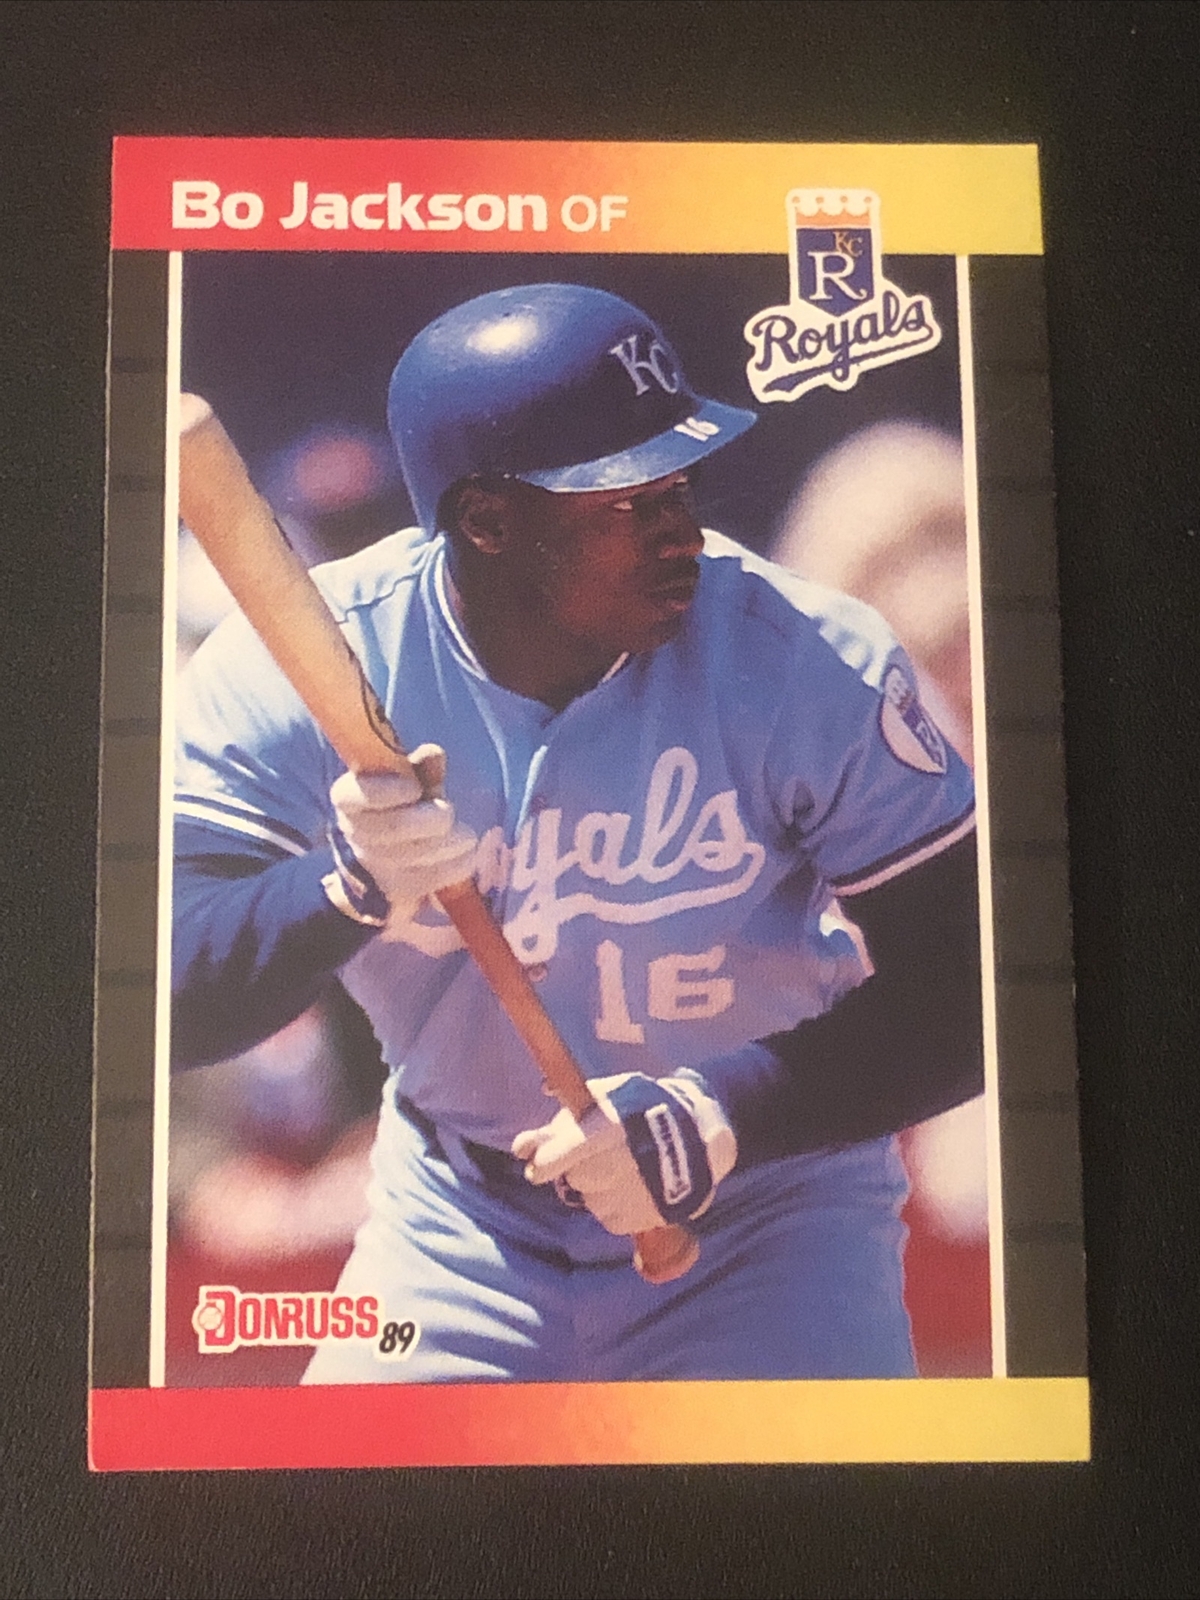 Bo Jackson OF
KC
R
Royals
KC
16
Royals
16
DONRUSS 89